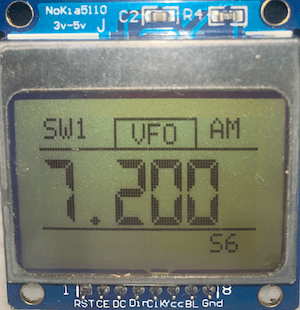 NoKia5110
3v-5v J C2 R4
SW1 VFO AM
7.200
S6
1 8
RST CE DC Din Clk Vcc BL Gnd